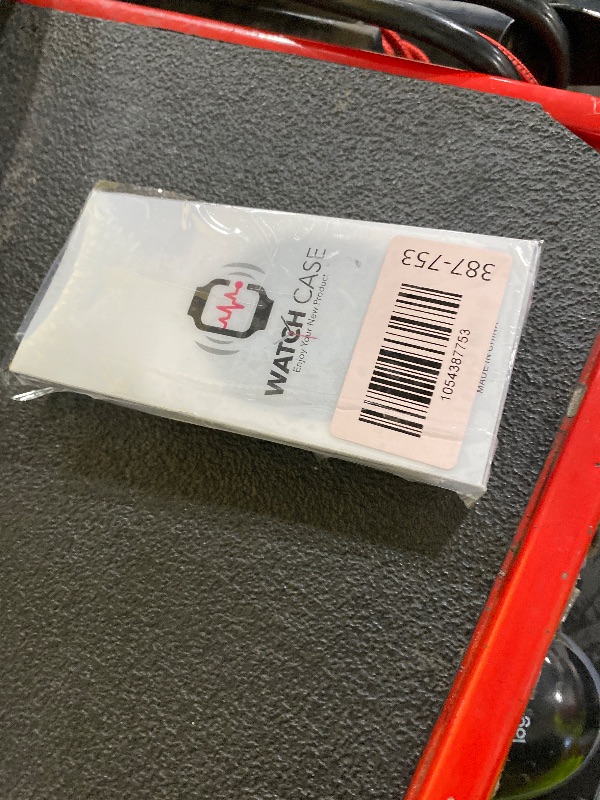 WATCH CASE
Enjoy Your New Product
387-753
1054387753
MADE IN CHINA